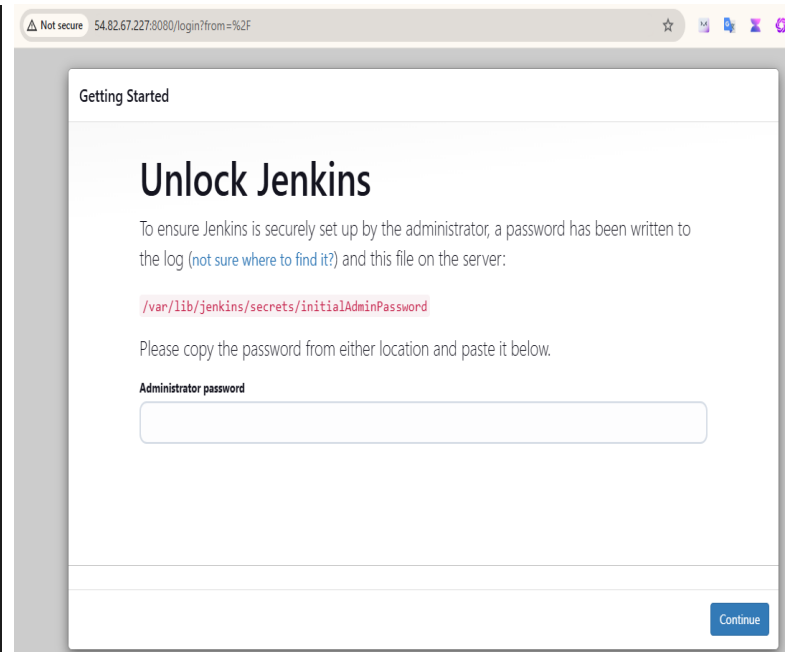 Not secure 54.82.67.227:8080/login?from=%2F
Getting Started
Unlock Jenkins
To ensure Jenkins is securely set up by the administrator, a password has been written to
the log (not sure where to find it?) and this file on the server:
/var/lib/jenkins/secrets/initialAdminPassword
Please copy the password from either location and paste it below.
Administrator password
Continue